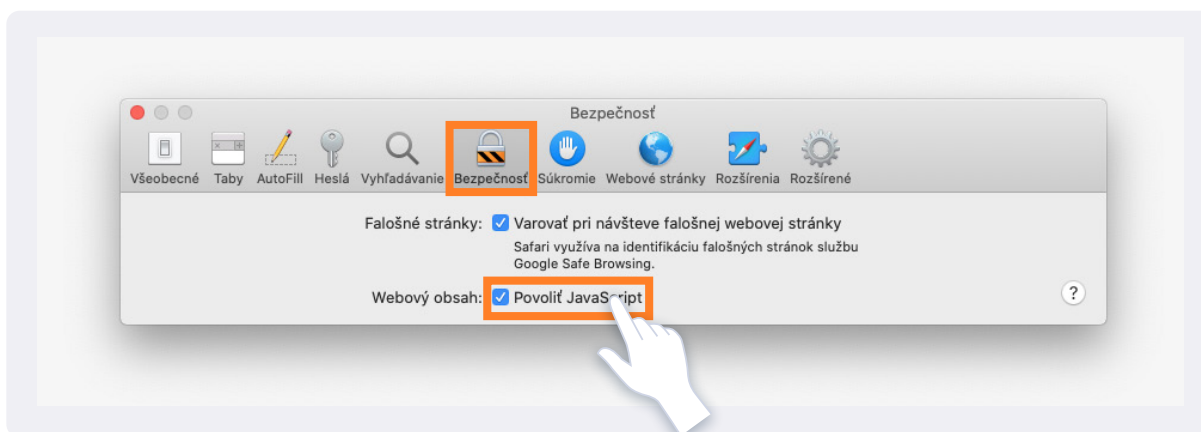 Bezpečnosť
Všeobecné Taby AutoFill Heslá Vyhľadávanie Bezpečnosť Súkromie Webové stránky Rozšírenia Rozšírené
Falošné stránky: Varovať pri návšteve falošnej webovej stránky
Safari využíva na identifikáciu falošných stránok službu
Google Safe Browsing.
Webový obsah: Povoliť JavaScript
?